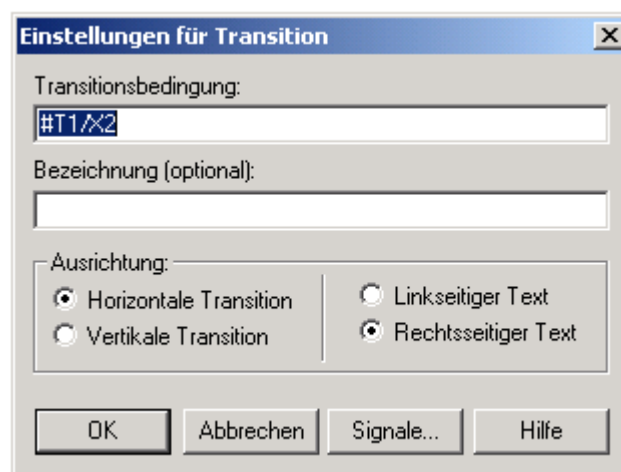 Einstellungen für Transition
Transitionsbedingung:
#T1/X2
Bezeichnung (optional):
Ausrichtung:
Horizontale Transition
Vertikale Transition
Linkseitiger Text
Rechtsseitiger Text
OK
Abbrechen
Signale...
Hilfe